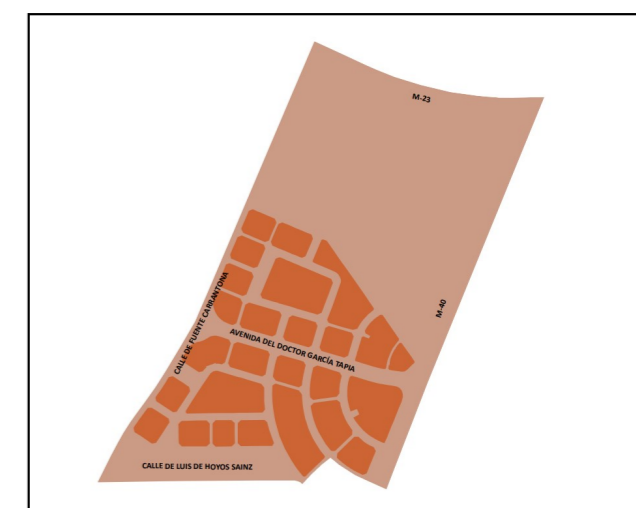 M-23
M-40
CALLE DE FUENTE CARRANTONA
AVENIDA DEL DOCTOR GARCÍA TAPIA
CALLE DE LUIS DE HOYOS SAINZ